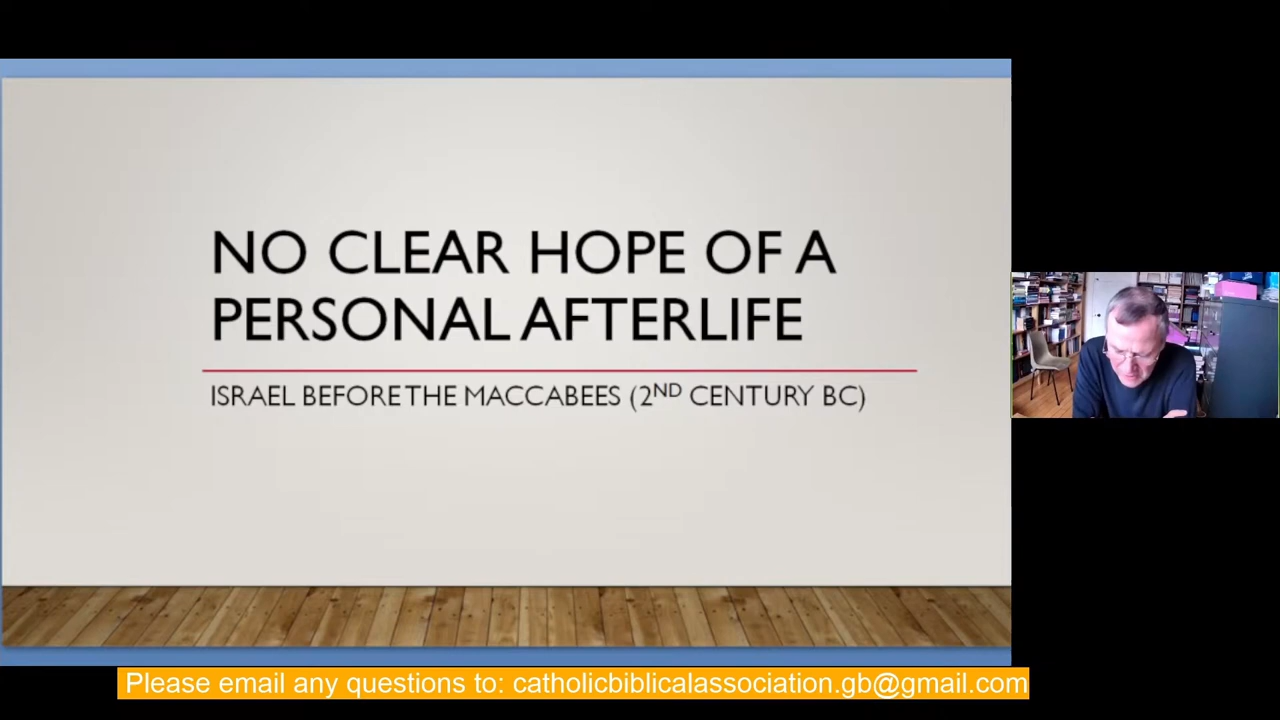 NO CLEAR HOPE OF A
PERSONAL AFTERLIFE
ISRAEL BEFORE THE MACCABEES (2ND CENTURY BC)
Please email any questions to: catholicbiblicalassociation.gb@gmail.com